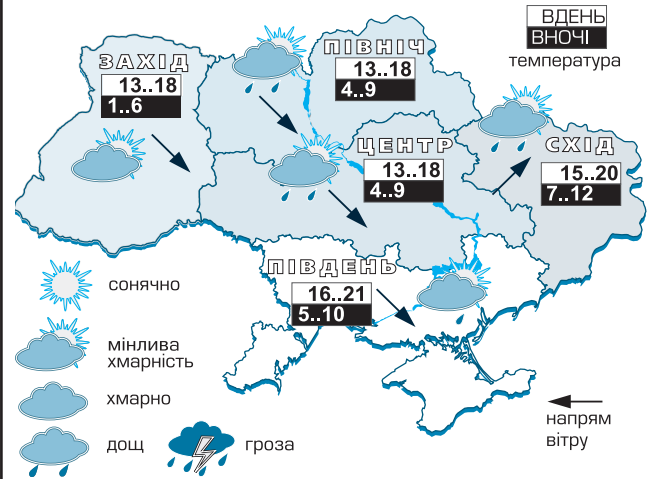 ВДЕНЬ
ВНОЧІ
температура
ПІВНІЧ
13..18
4..9
ЗАХІД
13..18
1..6
ЦЕНТР
13..18
4..9
СХІД
15..20
7..12
ПІВДЕНЬ
16..21
5..10
сонячно
мінлива
хмарність
хмарно
дощ
гроза
напрям
вітру